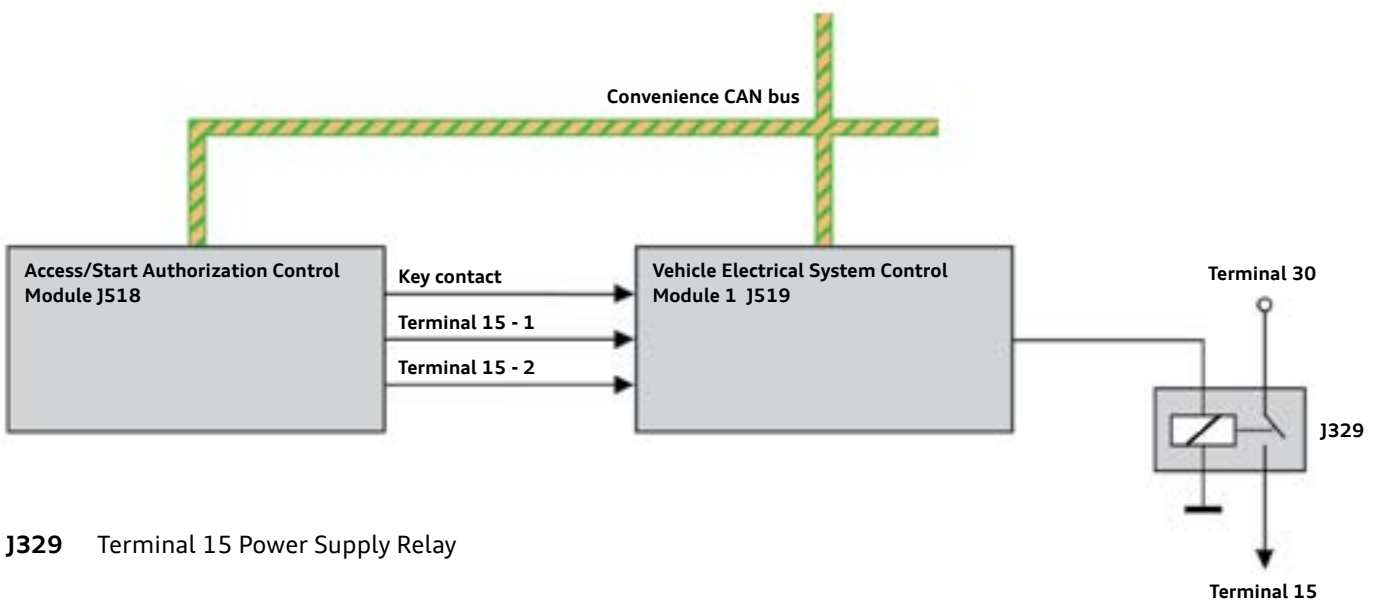 Convenience CAN bus
Access/Start Authorization Control
Module J518
Key contact
Terminal 15 - 1
Terminal 15 - 2
Vehicle Electrical System Control
Module 1 J519
Terminal 30
J329
J329 Terminal 15 Power Supply Relay
Terminal 15